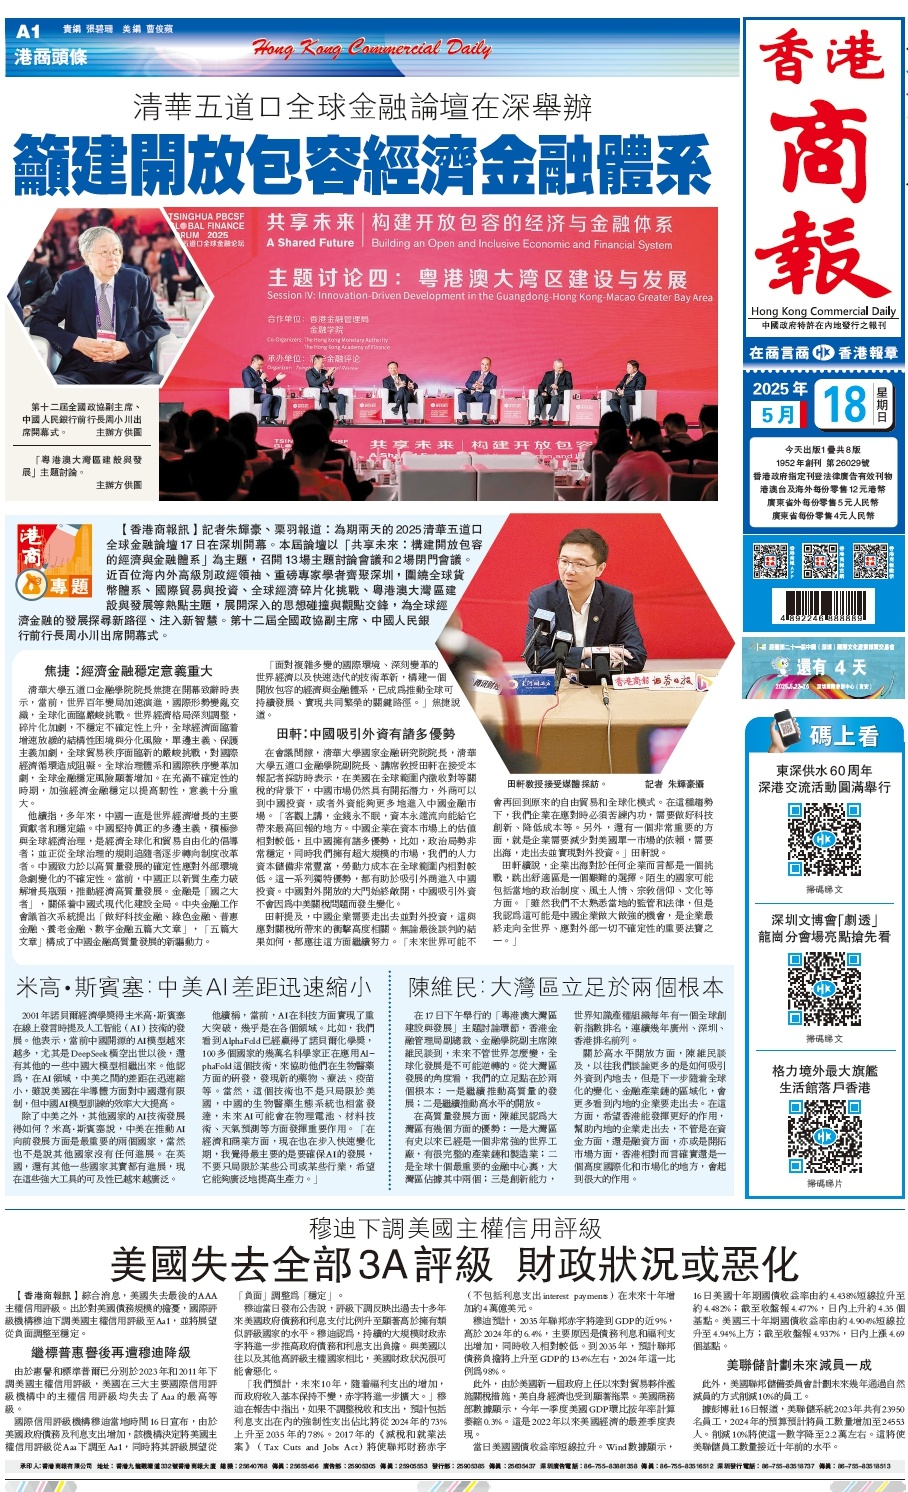 A1
責編 張碧珊 美編 曹俊蘋
港商頭條
Hong Kong Commercial Daily
香港
商
報
Hong Kong Commercial Daily
中國政府特許在內地發行之報刊
在商言商 HK 香港報章
2025 年
5 月
18
星期日
今天出版1疊共8版
1952年創刊 第26029號
香港政府指定刊登法律廣告有效刊物
港澳台及海外每份零售12元港幣
廣東省外每份零售5元人民幣
廣東省每份零售4元人民幣
4 892246 888889
還有 4 天
碼上看
東深供水60周年
深港交流活動圓滿舉行
掃碼睇文
深圳文博會「劇透」
龍崗分會場亮點搶先看
掃碼睇文
格力境外最大旗艦
生活館落戶香港
掃碼睇片
清華五道口全球金融論壇在深舉辦
籲建開放包容經濟金融體系
TSINGHUA PBCSF
GLOBAL FINANCE
FORUM 2025
共享未来 构建开放包容的经济与金融体系
A Shared Future Building an Open and Inclusive Economic and Financial System
主题讨论四：粤港澳大湾区建设与发展
Session IV: Innovation-Driven Development in the Guangdong-Hong Kong-Macao Greater Bay Area
合作单位：香港金融管理局
金融学院
第十二屆全國政協副主席、
中國人民銀行前行長周小川出
席開幕式。 主辦方供圖
「粵港澳大灣區建設與發
展」主題討論。
主辦方供圖
港商
專題
【香港商報訊】記者朱輝豪、栗羽報道：為期兩天的2025清華五道口
全球金融論壇17日在深圳開幕。本屆論壇以「共享未來：構建開放包容
的經濟與金融體系」為主題，召開13場主題討論會議和2場閉門會議。
近百位海內外高級別政經領袖、重磅專家學者齊聚深圳，圍繞全球貨
幣體系、國際貿易與投資、全球經濟碎片化挑戰、粵港澳大灣區建
設與發展等熱點主題，展開深入的思想碰撞與觀點交鋒，為全球經
濟金融的發展探尋新路徑、注入新智慧。第十二屆全國政協副主席、中國人民銀
行前行長周小川出席開幕式。
焦捷：經濟金融穩定意義重大
清華大學五道口金融學院院長焦捷在開幕致辭時表
示，當前，世界百年變局加速演進，國際形勢變亂交
織，全球化面臨嚴峻挑戰。世界經濟格局深刻調整，
碎片化加劇，不穩定不確定性上升，全球經濟面臨着
增速放緩的結構性困境與分化風險，單邊主義、保護
主義加劇，全球貿易秩序面臨新的嚴峻挑戰，對國際
經濟循環造成阻礙。全球治理體系和國際秩序變革加
劇，全球金融穩定風險顯著增加。在充滿不確定性的
時期，加強經濟金融穩定以提高韌性，意義十分重
大。
他續指，多年來，中國一直是世界經濟增長的主要
貢獻者和穩定錨。中國堅持真正的多邊主義，積極參
與全球經濟治理，是經濟全球化和貿易自由化的倡導
者；並正從全球治理的規則追隨者逐步轉向制度改革
者。中國致力於以高質量發展的確定性應對外部環境
急劇變化的不確定性。當前，中國正以新質生產力破
解增長瓶頸，推動經濟高質量發展。金融是「國之大
者」，關係着中國式現代化建設全局。中央金融工作
會議首次系統提出「做好科技金融、綠色金融、普惠
金融、養老金融、數字金融五篇大文章」，「五篇大
文章」構成了中國金融高質量發展的新驅動力。
「面對複雜多變的國際環境、深刻變革的
世界經濟以及快速迭代的技術革新，構建一個
開放包容的經濟與金融體系，已成為推動全球可
持續發展、實現共同繁榮的關鍵路徑。」焦捷說
道。
田軒：中國吸引外資有諸多優勢
在會議間隙，清華大學國家金融研究院院長、清華
大學五道口金融學院副院長、講席教授田軒在接受本
報記者採訪時表示，在美國在全球範圍內徵收對等關
稅的背景下，中國市場仍然具有開拓潛力，外商可以
到中國投資，或者外資能夠更多地進入中國金融市
場。「客觀上講，金錢永不眠，資本永遠流向能給它
帶來最高回報的地方。中國企業在資本市場上的估值
相對較低，且中國擁有諸多優勢，比如，政治局勢非
常穩定，同時我們擁有超大規模的市場，我們的人力
資本儲備非常豐富，勞動力成本在全球範圍內相對較
低。這一系列獨特優勢，都有助於吸引外商進入中國
投資。中國對外開放的大門始終敞開，中國吸引外資
不會因為中美關稅問題而發生變化。
田軒提及，中國企業需要走出去並對外投資，這與
應對關稅所帶來的衝擊高度相關。無論最後談判的結
果如何，都應往這方面繼續努力。「未來世界可能不
田軒教授接受媒體採訪。 記者 朱輝豪攝
會再回到原來的自由貿易和全球化模式。在這種趨勢
下，我們企業在應對時必須苦練內功，需要做好科技
創新、降低成本等。另外，還有一個非常重要的方面，
就是企業需要減少對美國單一市場的依賴，需要
出海，走出去並實現對外投資。」田軒說。
田軒續說，企業出海對於任何企業而言都是一個挑
戰，跳出舒適區是一個艱難的選擇。陌生的國家可能
包括當地的政治制度、風土人情、宗教信仰、文化等
方面。「雖然我們不太熟悉當地的監管和法律，但是
我認為這可能是中國企業做大做強的機會，是企業最
終走向全世界、應對外部一切不確定性的重要法寶之
一。」
米高·斯賓塞：中美AI差距迅速縮小
2001年諾貝爾經濟學獎得主米高·斯賓塞
在線上發言時提及人工智能（AI）技術的發
展。他表示，當前中國開源的AI模型越來
越多，尤其是DeepSeek橫空出世以後，還
有其他的一些中國大模型相繼出來。他認
為，在AI領域，中美之間的差距在迅速縮
小，雖說美國在半導體方面對中國還有限
制，但中國AI模型訓練的效率大大提高。
除了中美之外，其他國家的AI技術發展
得如何？米高·斯賓塞說，中美在推動AI
向前發展方面是最重要的兩個國家，當然
也不是說其他國家沒有任何進展。在英
國，還有其他一些國家其實都有進展，現
在這些強大工具的可及性已越來越廣泛。
他續稱，當前，AI在科技方面實現了重
大突破，幾乎是在各個領域。比如，我們
看到AlphaFold已經贏得了諾貝爾化學獎，
100多個國家的幾萬名科學家正在應用Al-
phaFold這個技術，來協助他們在生物醫藥
方面的研發，發現新的藥物、療法、疫苗
等。當然，這個技術也不是只局限於美
國，中國的生物醫藥生態系統也相當發
達，未來AI可能會在物理電池、材料技
術、天氣預測等方面發揮重要作用。「在
經濟和商業方面，現在也在步入快速變化
期，我覺得最主要的是要確保AI的發展，
不要只局限於某些公司或某些行業，希望
它能夠廣泛地提高生產力。」
陳維民：大灣區立足於兩個根本
在17日下午舉行的「粵港澳大灣區
建設與發展」主題討論環節，香港金
融管理局副總裁、金融學院副主席陳
維民談到，未來不管世界怎麼變，全
球化發展是不可能逆轉的。從大灣區
發展的角度看，我們的立足點在於兩
個根本，一是繼續推動高質量的發
展；二是繼續推動高水平的開放。
在高質量發展方面，陳維民認為大
灣區有幾個方面的優勢：一是大灣區
有史以來已經是一個非常強的世界工
廠，有很完整的產業鏈和製造業；二
是全球十個最重要的金融中心裏，大
灣區佔據其中兩個；三是創新能力，
世界知識產權組織每年有一個全球創
新指數排名，連續幾年廣州、深圳、
香港排名前列。
關於高水平開放方面，陳維民談
及，以往我們談論更多的是如何吸引
外資到內地去，但是下一步隨着全球
化的變化、金融產業鏈的區域化，會
更多看到內地的企業要走出去。在這
方面，希望香港能發揮更好的作用，
幫助內地的企業走出去，不管是在資
金方面，還是融資方面，亦或是開拓
市場方面，香港相對而言確實還是一
個高度國際化和市場化的地方，會起
到很大的作用。
穆迪下調美國主權信用評級
美國失去全部3A評級 財政狀況或惡化
【香港商報訊】綜合消息，美國失去最後的AAA
主權信用評級。出於對美國債務規模的擔憂，國際評
級機構穆迪下調美國主權信用評級至Aa1，並將展望
從負面調整至穩定。
繼標普惠譽後再遭穆迪降級
由於惠譽和標準普爾已分別於2023年和2011年下
調美國主權信用評級，美國在三大主要國際信用評
級機構中的主權信用評級均失去了Aaa的最高等
級。
國際信用評級機構穆迪當地時間16日宣布，由於
美國政府債務及利息支出增加，該機構決定將美國主
權信用評級從Aaa下調至Aa1，同時將其評級展望從
「負面」調整為「穩定」。
穆迪當日發布公告說，評級下調反映出過去十多年
來美國政府債務和利息支付比例升至顯著高於擁有類
似評級國家的水平。穆迪認為，持續的大規模財政赤
字將進一步推高政府債務和利息支出負擔。與美國以
往以及其他高評級主權國家相比，美國財政狀況很可
能會惡化。
「我們預計，未來10年，隨着福利支出的增加，
而政府收入基本保持不變，赤字將進一步擴大。」穆
迪在報告中指出，如果不調整稅收和支出，預計包括
利息支出在內的強制性支出佔比將從2024年的73%
上升至2035年的78%。2017年的《減稅和就業法
案》（Tax Cuts and Jobs Act）將使聯邦財務赤字
（不包括利息支出interest payments）在未來十年增
加約4萬億美元。
穆迪預計，2035年聯邦赤字將達到GDP的近9%，
高於2024年的6.4%，主要原因是債務利息和福利支
出增加，同時收入相對較低。到2035年，預計聯邦
債務負擔將上升至GDP的134%左右，2024年這一比
例為98%。
此外，由於美國新一屆政府上任以來對貿易夥伴濫
施關稅措施，美自身經濟也受到顯著拖累。美國商務
部數據顯示，今年一季度美國GDP環比按年率計算
萎縮0.3%。這是2022年以來美國經濟的最差季度表
現。
當日美國國債收益率短線拉升。Wind數據顯示，
16日美國十年期國債收益率由約4.438%短線拉升至
約4.482%；截至收盤報4.477%，日內上升約4.35個
基點。美國三十年期國債收益率由約4.904%短線拉
升至4.94%上方；截至收盤報4.937%，日內上漲4.69
個基點。
美聯儲計劃未來減員一成
此外，美國聯邦儲備委員會計劃未來幾年通過自然
減員的方式削減10%的員工。
據彭博社16日報道，美聯儲系統2023年共有23950
名員工，2024年的預算預計將員工數量增加至24553
人。削減10%將使這一數字降至2.2萬左右。這將使
美聯儲員工數量接近十年前的水平。
承印人：香港商報有限公司 地址：香港九龍觀塘道332號香港商報大廈 總機：25640768 傳真：25655456 廣告部：25905305 傳真：25905553 發行部：25905385 傳真：25635437 深圳廣告電話：86-755-83881358 傳真：86-755-83516512 深圳發行電話：86-755-83518737 傳真：86-755-83518513